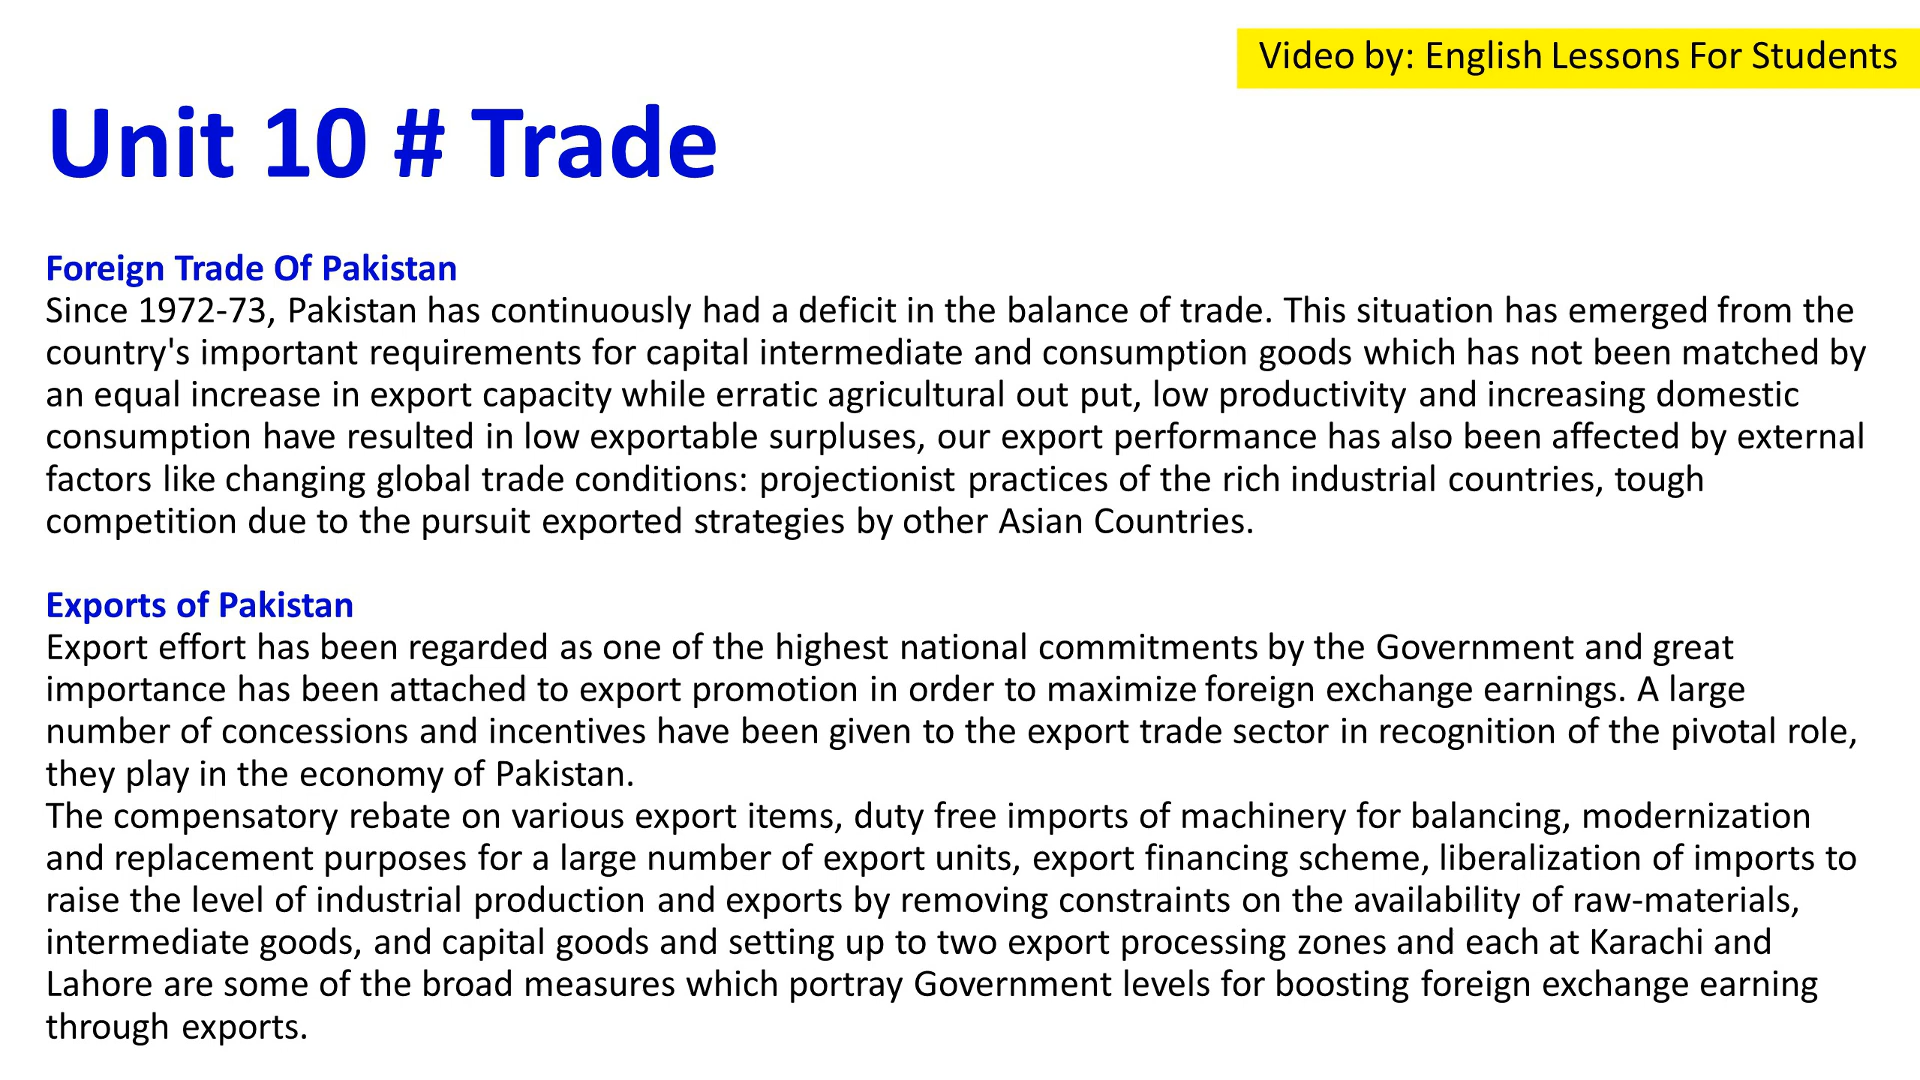 Video by: English Lessons For Students
Unit 10 # Trade
Foreign Trade Of Pakistan
Since 1972-73, Pakistan has continuously had a deficit in the balance of trade. This situation has emerged from the
country's important requirements for capital intermediate and consumption goods which has not been matched by
an equal increase in export capacity while erratic agricultural out put, low productivity and increasing domestic
consumption have resulted in low exportable surpluses, our export performance has also been affected by external
factors like changing global trade conditions: projectionist practices of the rich industrial countries, tough
competition due to the pursuit exported strategies by other Asian Countries.
Exports of Pakistan
Export effort has been regarded as one of the highest national commitments by the Government and great
importance has been attached to export promotion in order to maximize foreign exchange earnings. A large
number of concessions and incentives have been given to the export trade sector in recognition of the pivotal role,
they play in the economy of Pakistan.
The compensatory rebate on various export items, duty free imports of machinery for balancing, modernization
and replacement purposes for a large number of export units, export financing scheme, liberalization of imports to
raise the level of industrial production and exports by removing constraints on the availability of raw-materials,
intermediate goods, and capital goods and setting up to two export processing zones and each at Karachi and
Lahore are some of the broad measures which portray Government levels for boosting foreign exchange earning
through exports.